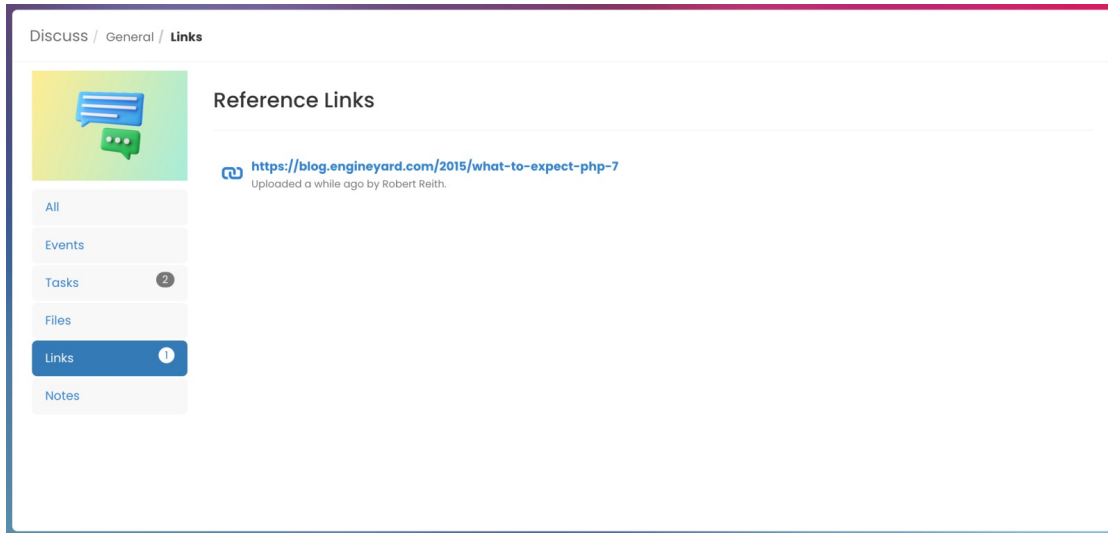 Discuss / General / Links
Reference Links
https://blog.engineyard.com/2015/what-to-expect-php-7
Uploaded a while ago by Robert Reith.
All
Events
Tasks 2
Files
Links 1
Notes